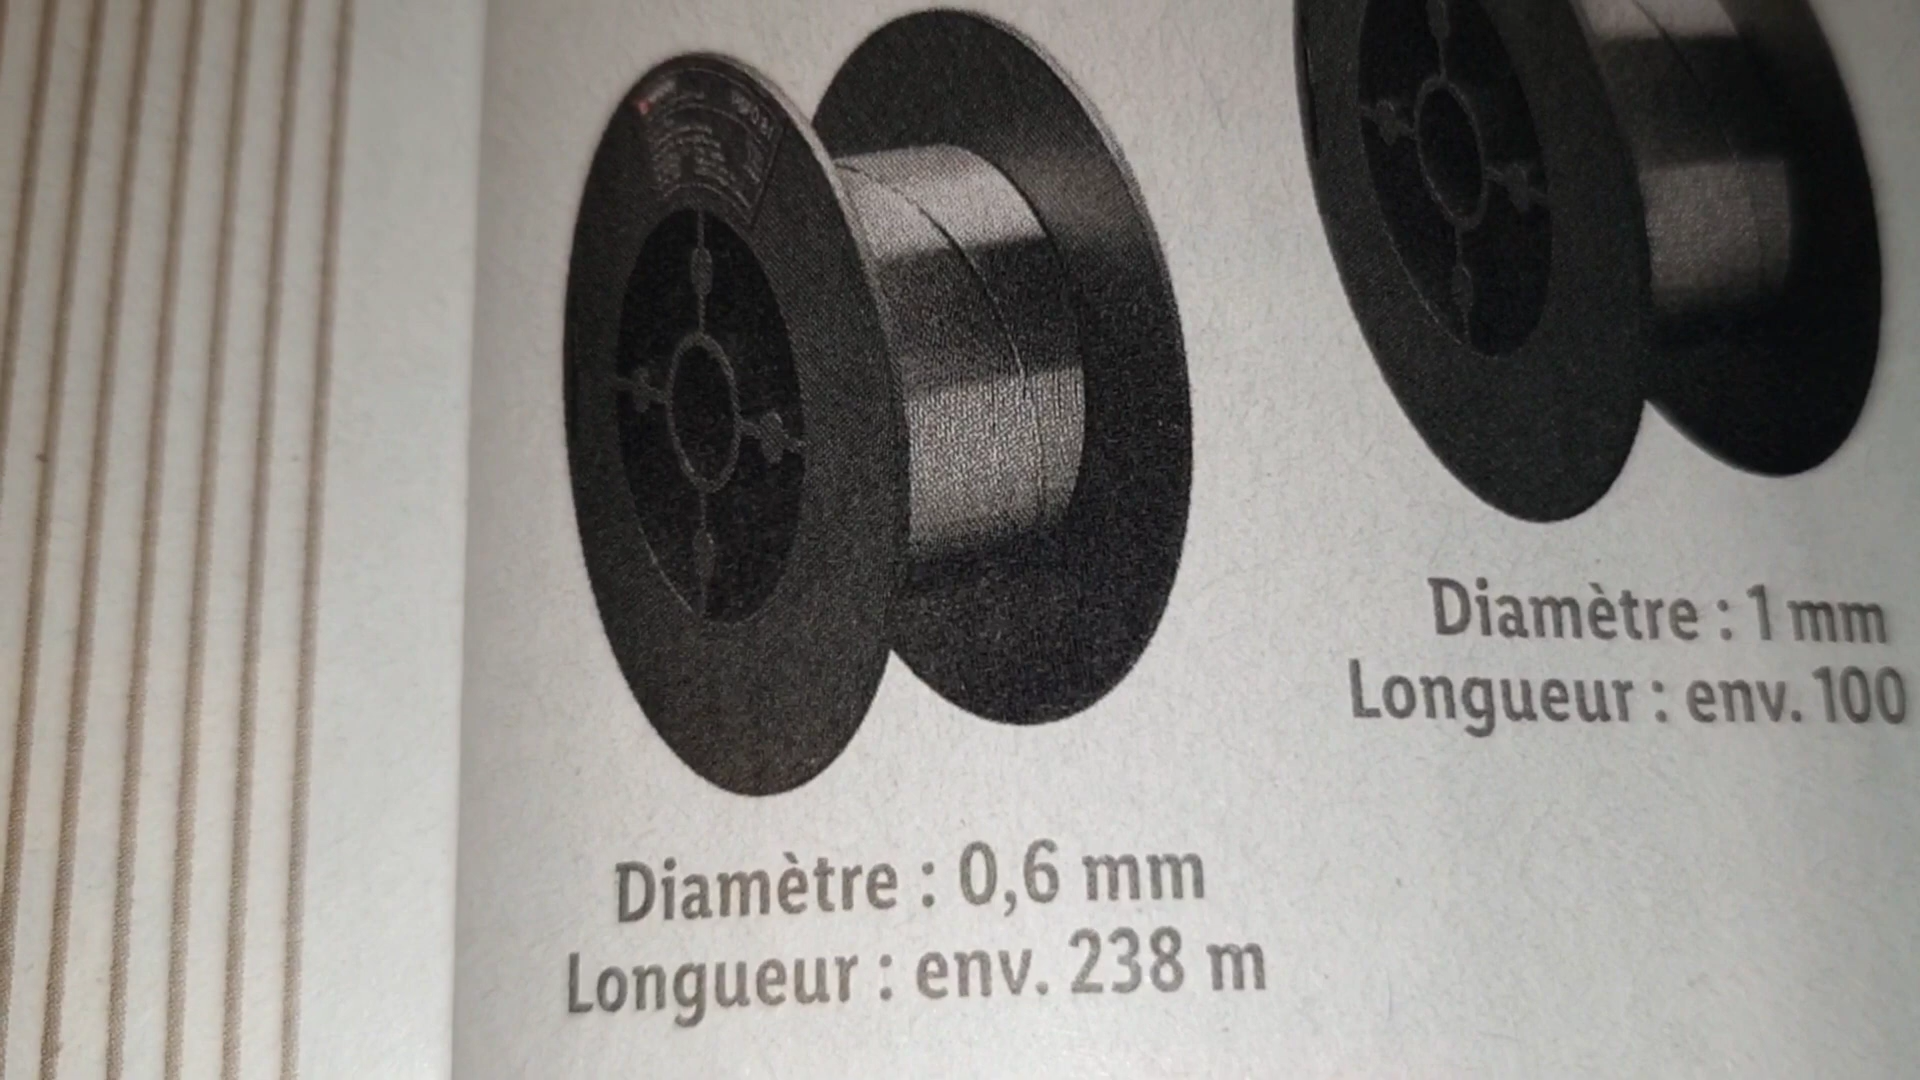 Diamètre : 0,6 mm
Longueur : env. 238 m
Diamètre : 1 mm
Longueur : env. 100